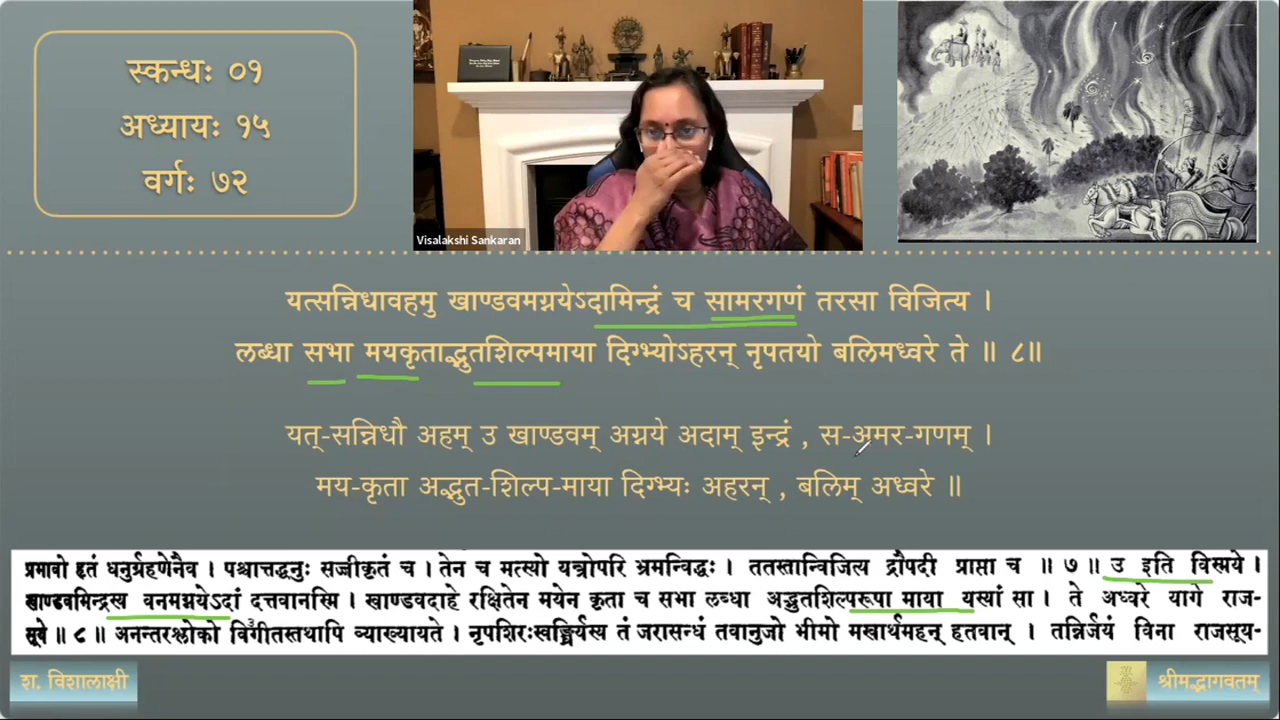 स्कन्धः ०१
अध्यायः १५
वर्गः ७२
Visalakshi Sankaran
यत्सन्निधावहमु खाण्डवमग्नयेऽदामिन्द्रं च सामरगणं तरसा विजित्य ।
लब्धा सभा मयकृताद्भुतशिल्पमाया दिग्भ्योऽहरन् नृपतयो बलिमध्वरे ते ॥ ८॥
यत्-सन्निधौ अहम् उ खाण्डवम् अग्नये अदाम् इन्द्रं , स-अमर-गणम् ।
मय-कृता अद्भुत-शिल्प-माया दिग्भ्यः अहरन् , बलिम् अध्वरे ॥
प्रभावो हृतं धनुर्ग्रहणेनैव । पश्चात्तद्धनुः सज्जीकृतं च । तेन च मत्स्यो यन्त्रोपरि भ्रमन्विद्धः । ततस्तान्विजित्य द्रौपदी प्राप्ता च ॥ ७ ॥ उ इति विस्मये ।
खाण्डवमिन्द्रस्य वनमग्नयेऽदां दत्तवानस्मि । खाण्डवदाहे रक्षितेन मयेन कृता च सभा लब्धा अद्भुतशिल्परूपा माया यस्यां सा । ते अध्वरे यागे राज-
सूये ॥ ८ ॥ अनन्तरश्लोको विगीतस्तथापि व्याख्यायते । नृपशिरःस्वङ्घ्रिर्यस्य तं जरासन्धं तवानुजो भीमो मखार्थमहन् हतवान् । तन्निर्जयं विना राजसूय-
श. विशालाक्षी
श्रीमद्भागवतम्